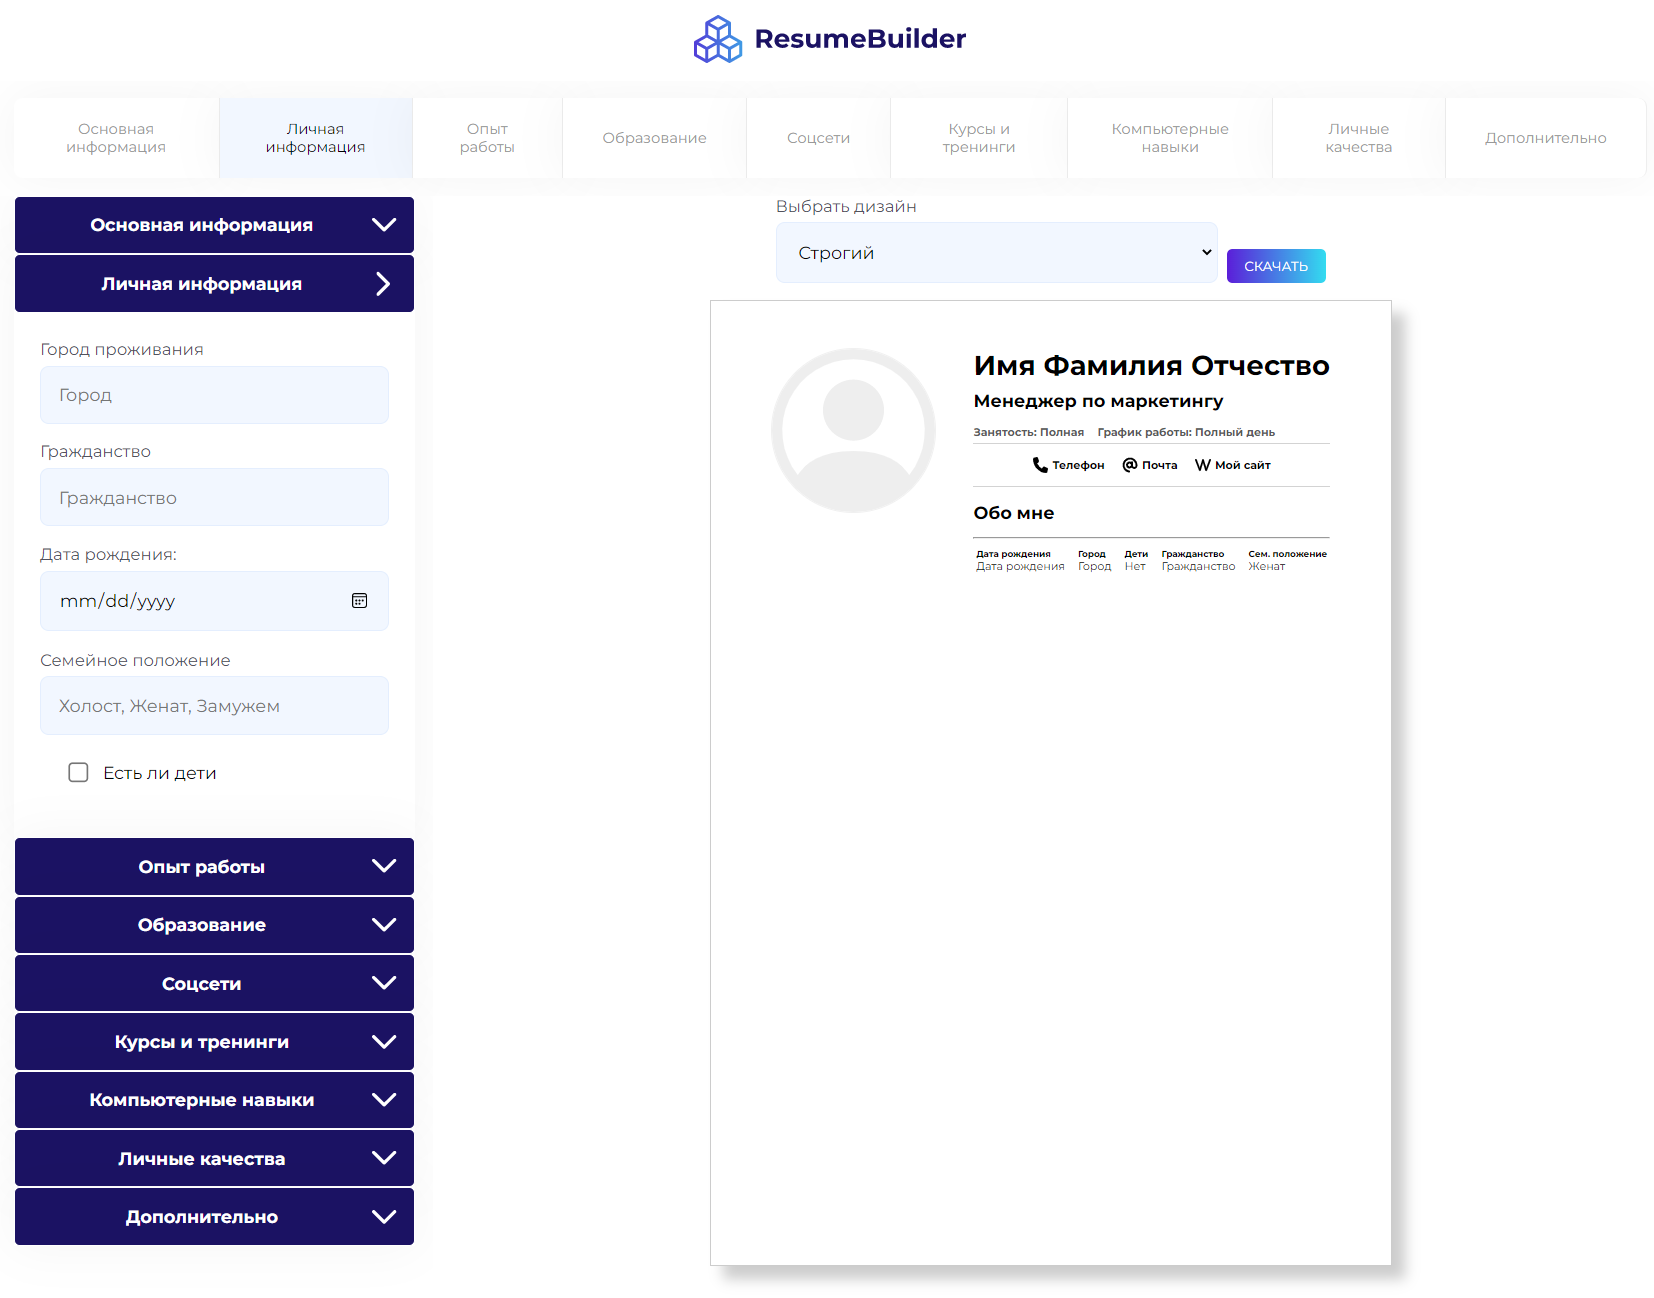 ResumeBuilder
Основная
информация
Личная
информация
Опыт
работы
Образование
Соцсети
Курсы и
тренинги
Компьютерные
навыки
Личные
качества
Дополнительно
Основная информация
Личная информация
Город проживания
Город
Гражданство
Гражданство
Дата рождения:
mm/dd/yyyy
Семейное положение
Холост, Женат, Замужем
Есть ли дети
Опыт работы
Образование
Соцсети
Курсы и тренинги
Компьютерные навыки
Личные качества
Дополнительно
Выбрать дизайн
Строгий
СКАЧАТЬ
Имя Фамилия Отчество
Менеджер по маркетингу
Занятость: Полная График работы: Полный день
Телефон Почта Мой сайт
Обо мне
Дата рождения Город Дети Гражданство Сем. положение
Дата рождения Город Нет Гражданство Женат